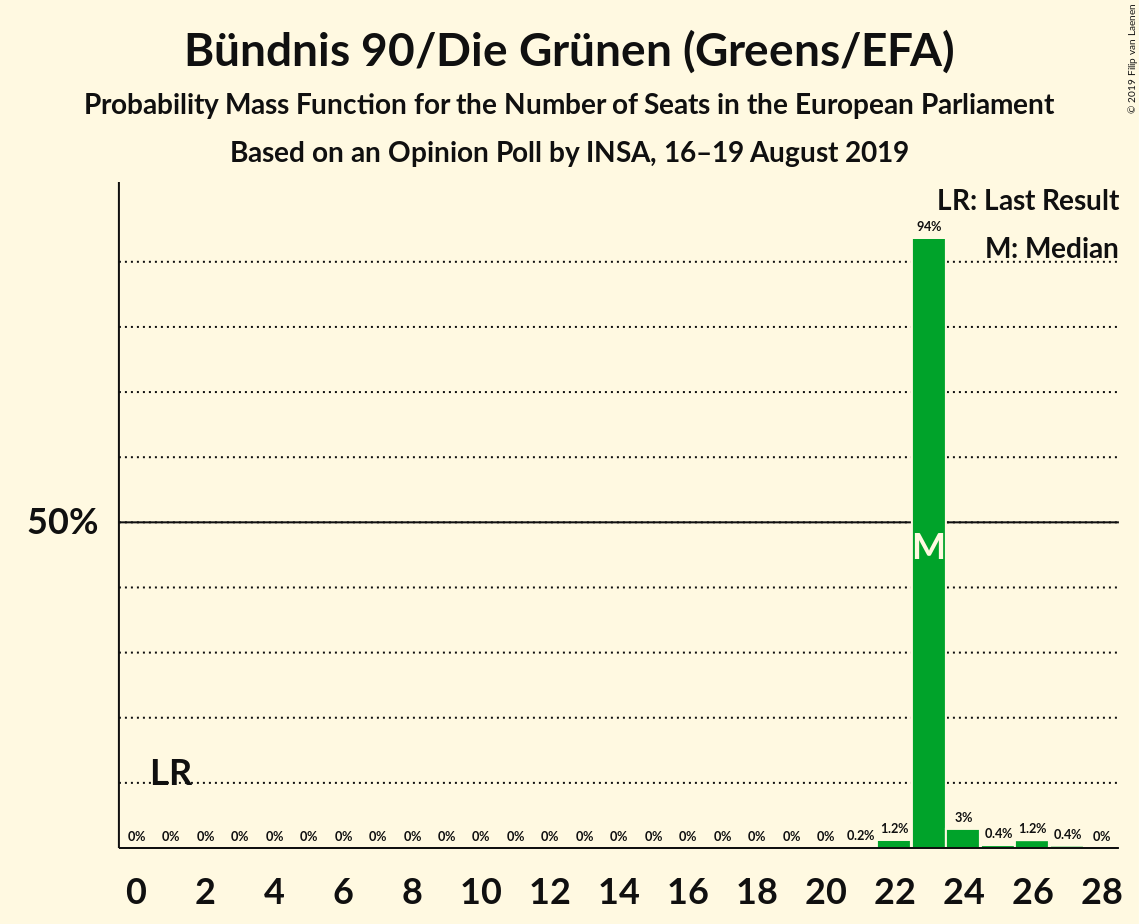 Bündnis 90/Die Grünen (Greens/EFA)
Probability Mass Function for the Number of Seats in the European Parliament
Based on an Opinion Poll by INSA, 16–19 August 2019
© 2019 Filip van Laenen
LR: Last Result
M: Median
94%
50%
M
LR
0% 0% 0% 0% 0% 0% 0% 0% 0% 0% 0% 0% 0% 0% 0% 0% 0% 0% 0% 0% 0% 0.2% 1.2% 3% 0.4% 1.2% 0.4% 0%
0 2 4 6 8 10 12 14 16 18 20 22 24 26 28